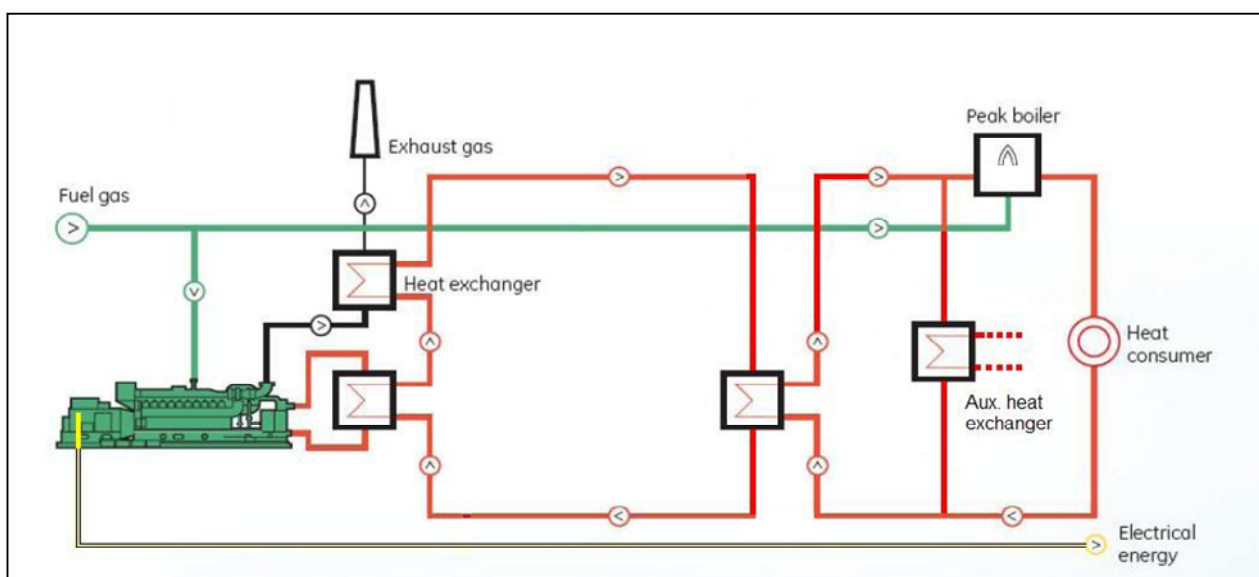 Peak boiler
Exhaust gas
Fuel gas
Heat exchanger
Heat
consumer
Aux. heat
exchanger
Electrical
energy